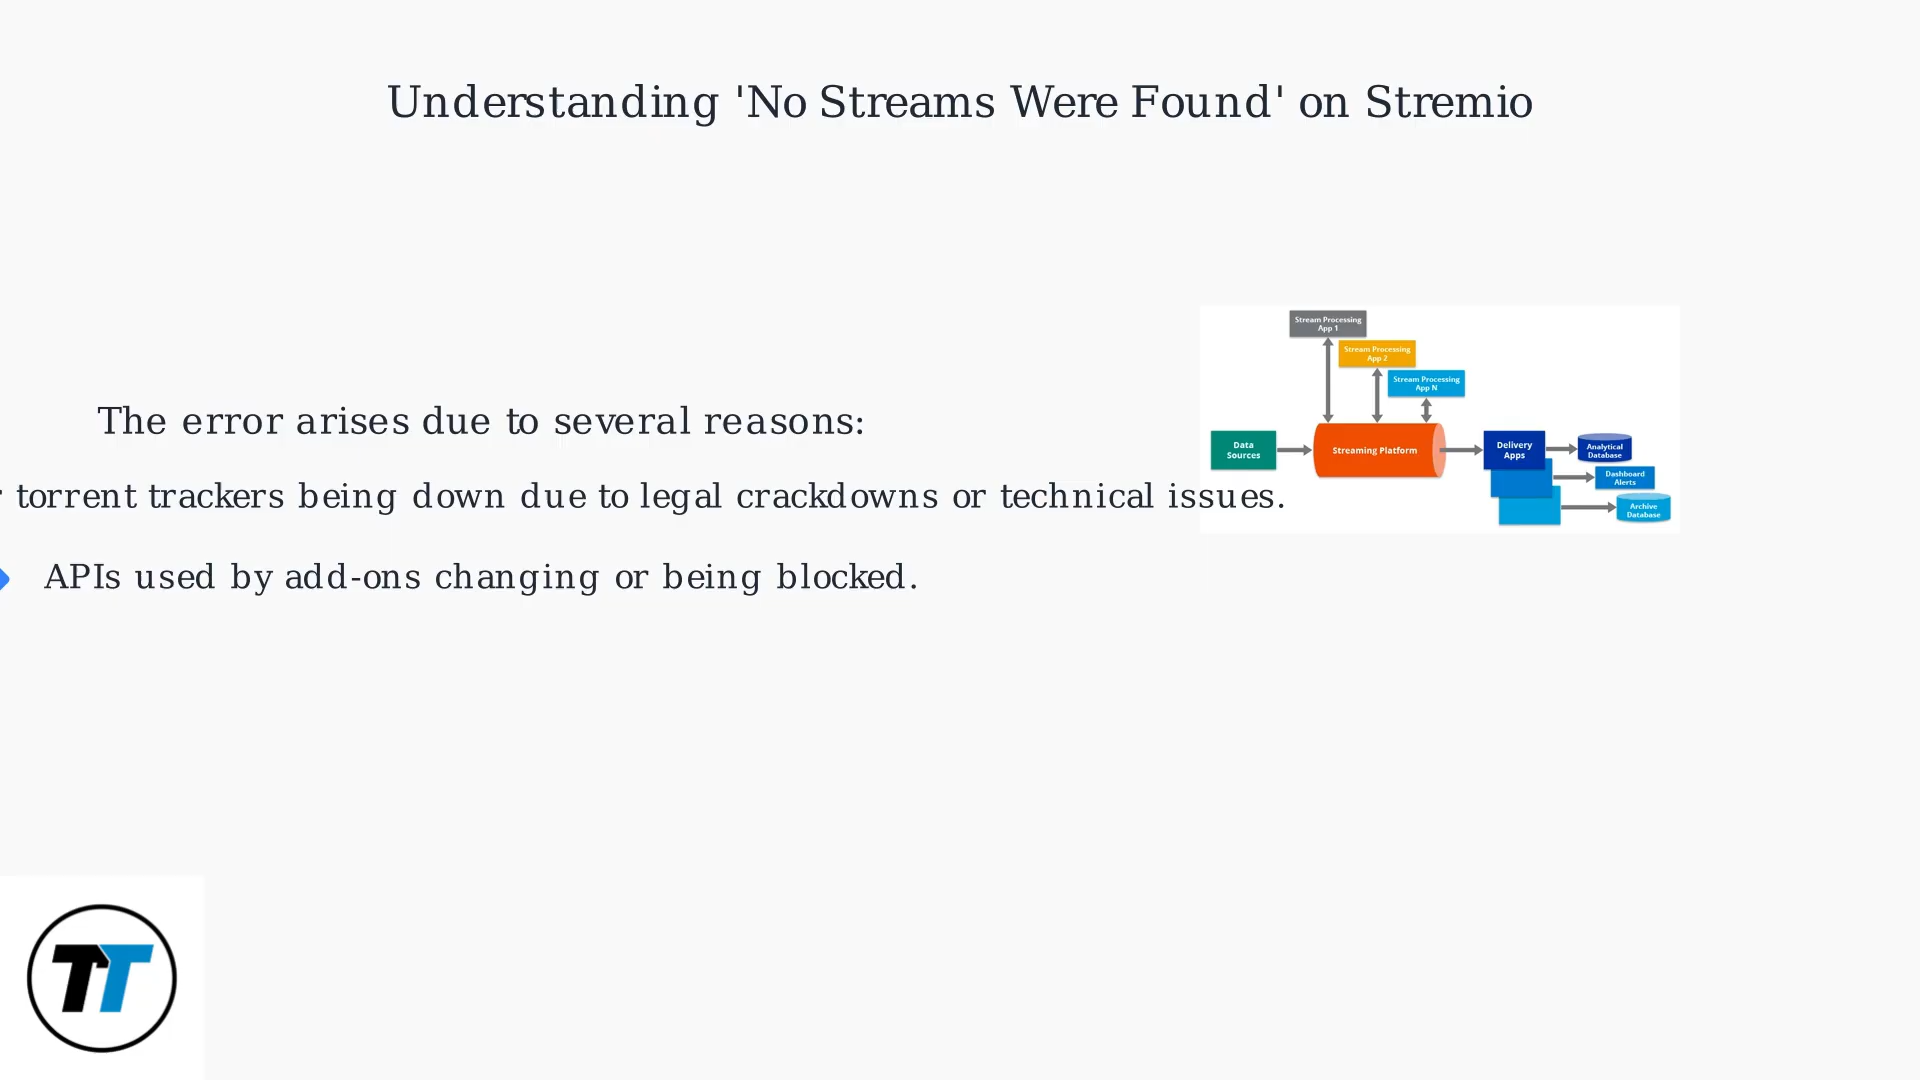 Understanding 'No Streams Were Found' on Stremio
The error arises due to several reasons:
torrent trackers being down due to legal crackdowns or technical issues.
APIs used by add-ons changing or being blocked.
Stream Processing
App 1
Stream Processing
App 2
Stream Processing
App N
Data
Sources
Streaming Platform
Delivery
Apps
Analytical
Database
Dashboard
Alerts
Archive
Database
TT